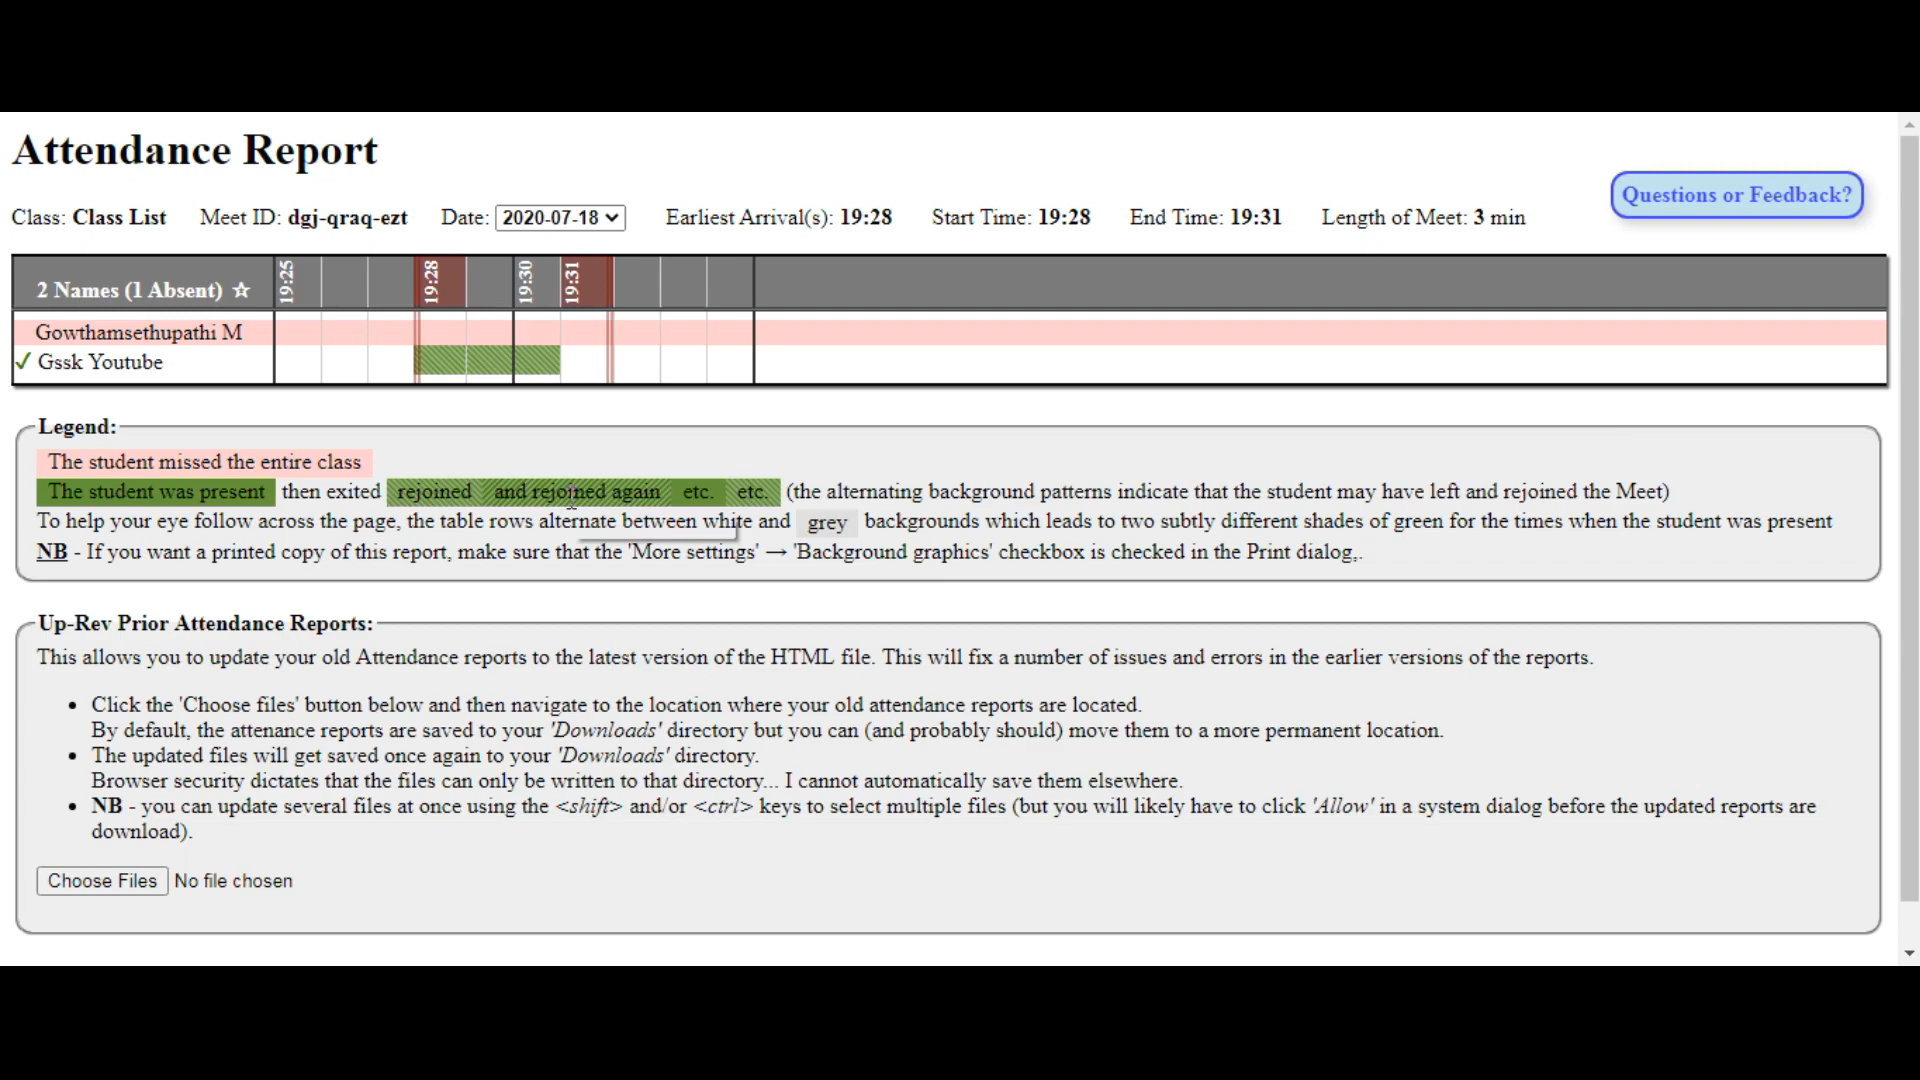 Attendance Report
Questions or Feedback?
Class: Class List Meet ID: dgj-qraq-ezt Date: 2020-07-18 Earliest Arrival(s): 19:28 Start Time: 19:28 End Time: 19:31 Length of Meet: 3 min
2 Names (1 Absent) ☆ 19:25 19:28 19:30 19:31
Gowthamsethupathi M
✓ Gssk Youtube
Legend:
The student missed the entire class
The student was present then exited rejoined and rejoined again etc. etc. (the alternating background patterns indicate that the student may have left and rejoined the Meet)
To help your eye follow across the page, the table rows alternate between white and grey backgrounds which leads to two subtly different shades of green for the times when the student was present
NB - If you want a printed copy of this report, make sure that the 'More settings' → 'Background graphics' checkbox is checked in the Print dialog,.
Up-Rev Prior Attendance Reports:
This allows you to update your old Attendance reports to the latest version of the HTML file. This will fix a number of issues and errors in the earlier versions of the reports.
• Click the 'Choose files' button below and then navigate to the location where your old attendance reports are located.
By default, the attenance reports are saved to your 'Downloads' directory but you can (and probably should) move them to a more permanent location.
• The updated files will get saved once again to your 'Downloads' directory.
Browser security dictates that the files can only be written to that directory... I cannot automatically save them elsewhere.
• NB - you can update several files at once using the <shift> and/or <ctrl> keys to select multiple files (but you will likely have to click 'Allow' in a system dialog before the updated reports are
download).
Choose Files No file chosen